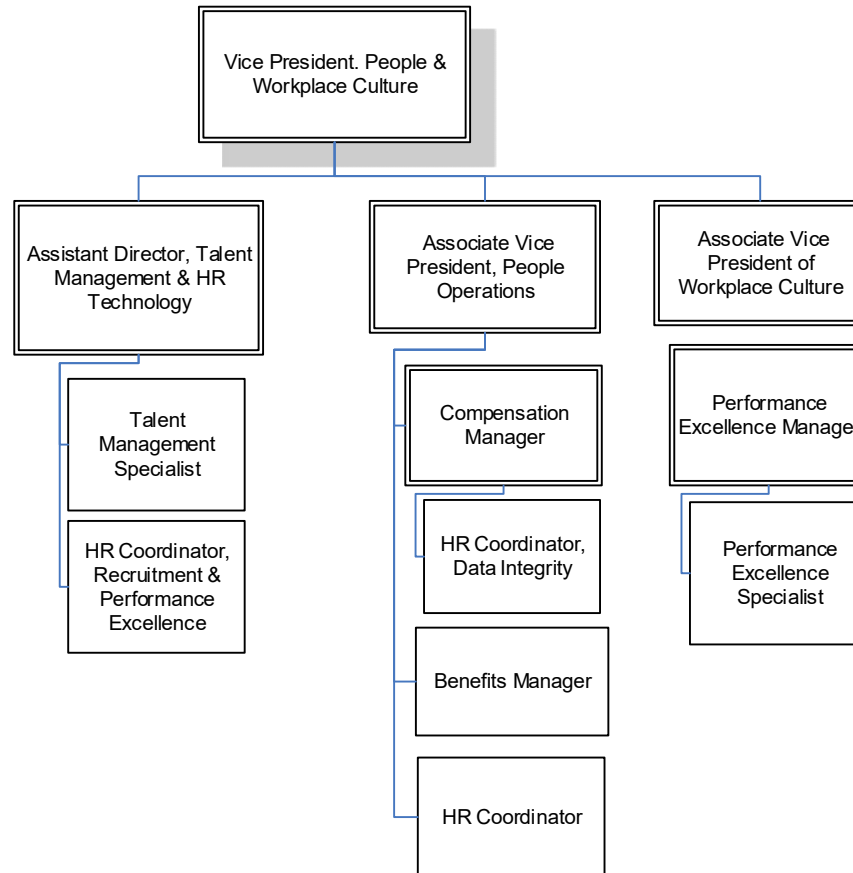 Vice President. People &
Workplace Culture
Assistant Director, Talent
Management & HR
Technology
Associate Vice
President, People
Operations
Associate Vice
President of
Workplace Culture
Talent
Management
Specialist
HR Coordinator,
Recruitment &
Performance
Excellence
Compensation
Manager
HR Coordinator,
Data Integrity
Benefits Manager
HR Coordinator
Performance
Excellence Manage
Performance
Excellence
Specialist